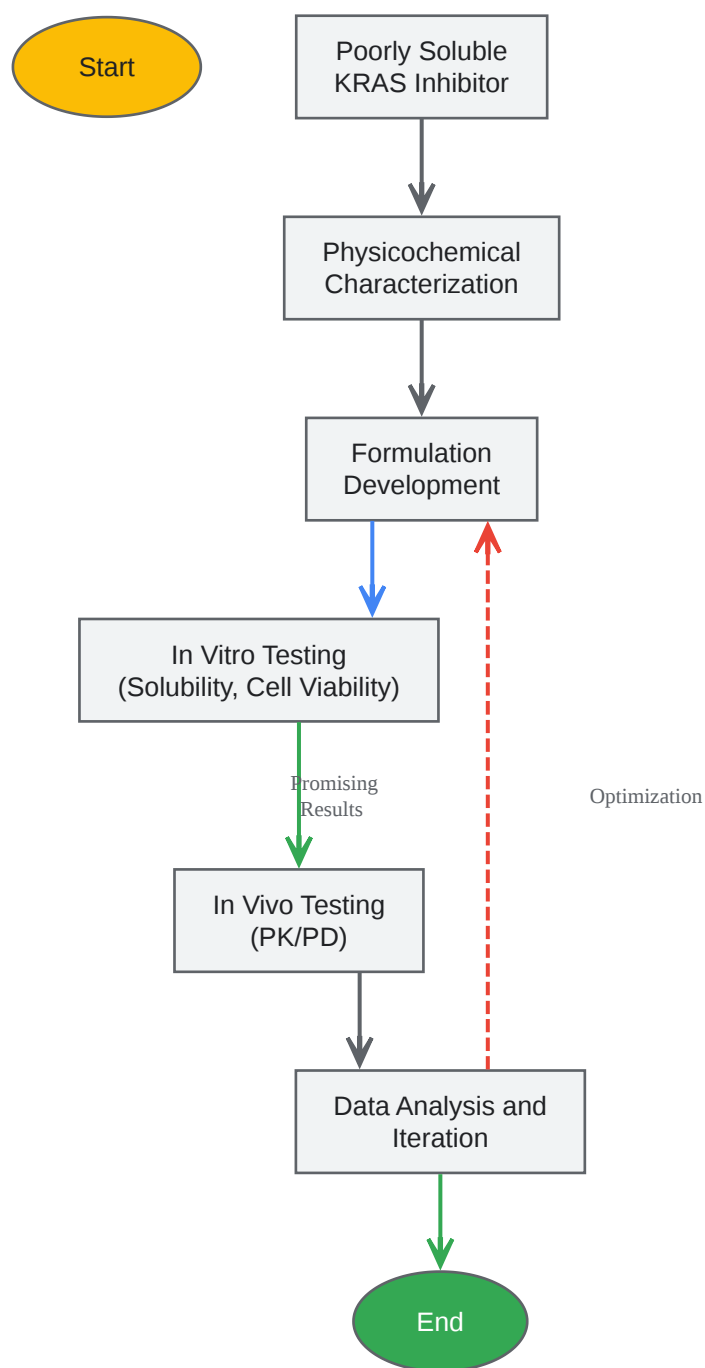 Start
Poorly Soluble
KRAS Inhibitor
Physicochemical
Characterization
Formulation
Development
In Vitro Testing
(Solubility, Cell Viability)
Promising
Results
Optimization
In Vivo Testing
(PK/PD)
Data Analysis and
Iteration
End